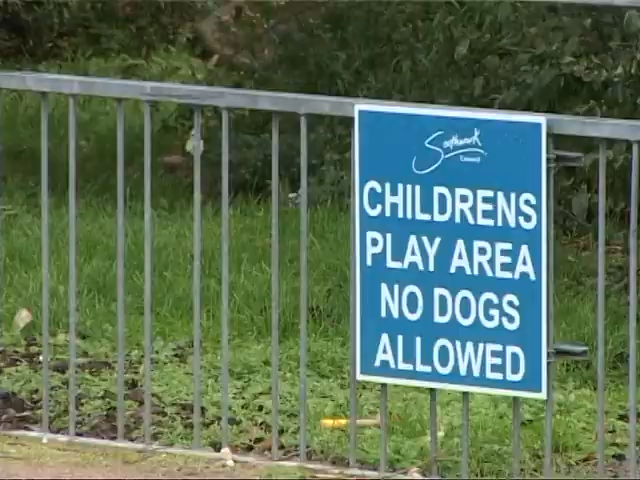 Southwark
Council
CHILDRENS
PLAY AREA
NO DOGS
ALLOWED